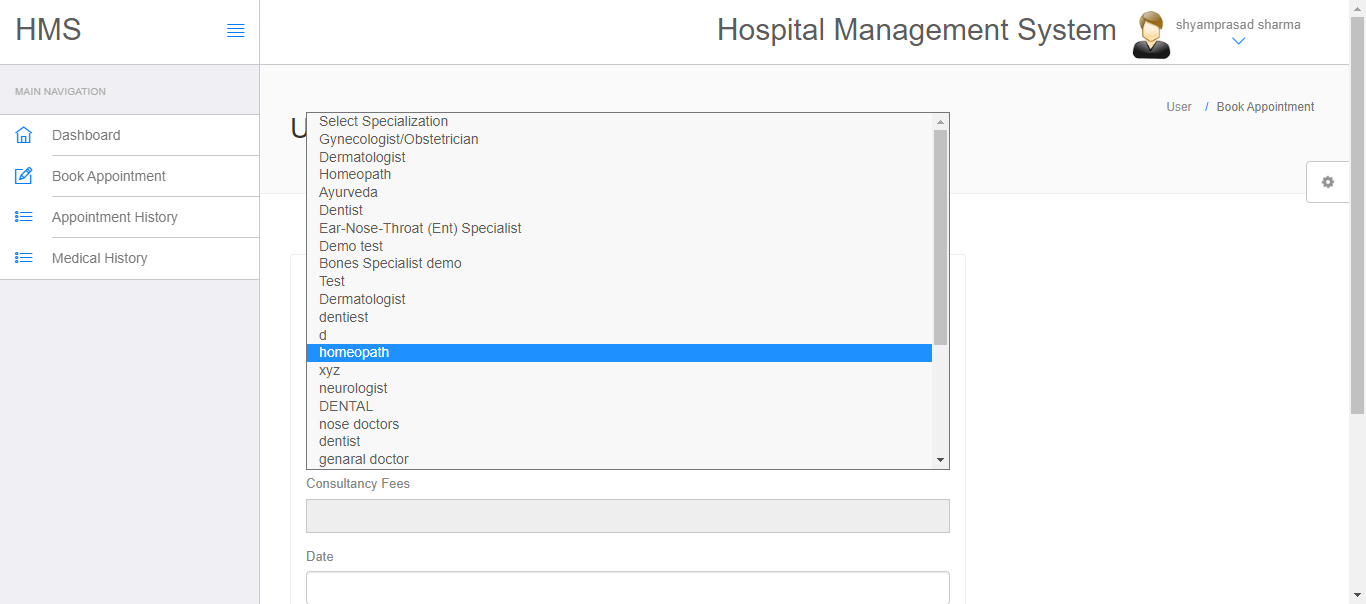 HMS
Hospital Management System
shyamprasad sharma
MAIN NAVIGATION
Dashboard
Book Appointment
Appointment History
Medical History
User / Book Appointment
U
Select Specialization
Gynecologist/Obstetrician
Dermatologist
Homeopath
Ayurveda
Dentist
Ear-Nose-Throat (Ent) Specialist
Demo test
Bones Specialist demo
Test
Dermatologist
dentiest
d
homeopath
xyz
neurologist
DENTAL
nose doctors
dentist
genaral doctor
Consultancy Fees
Date